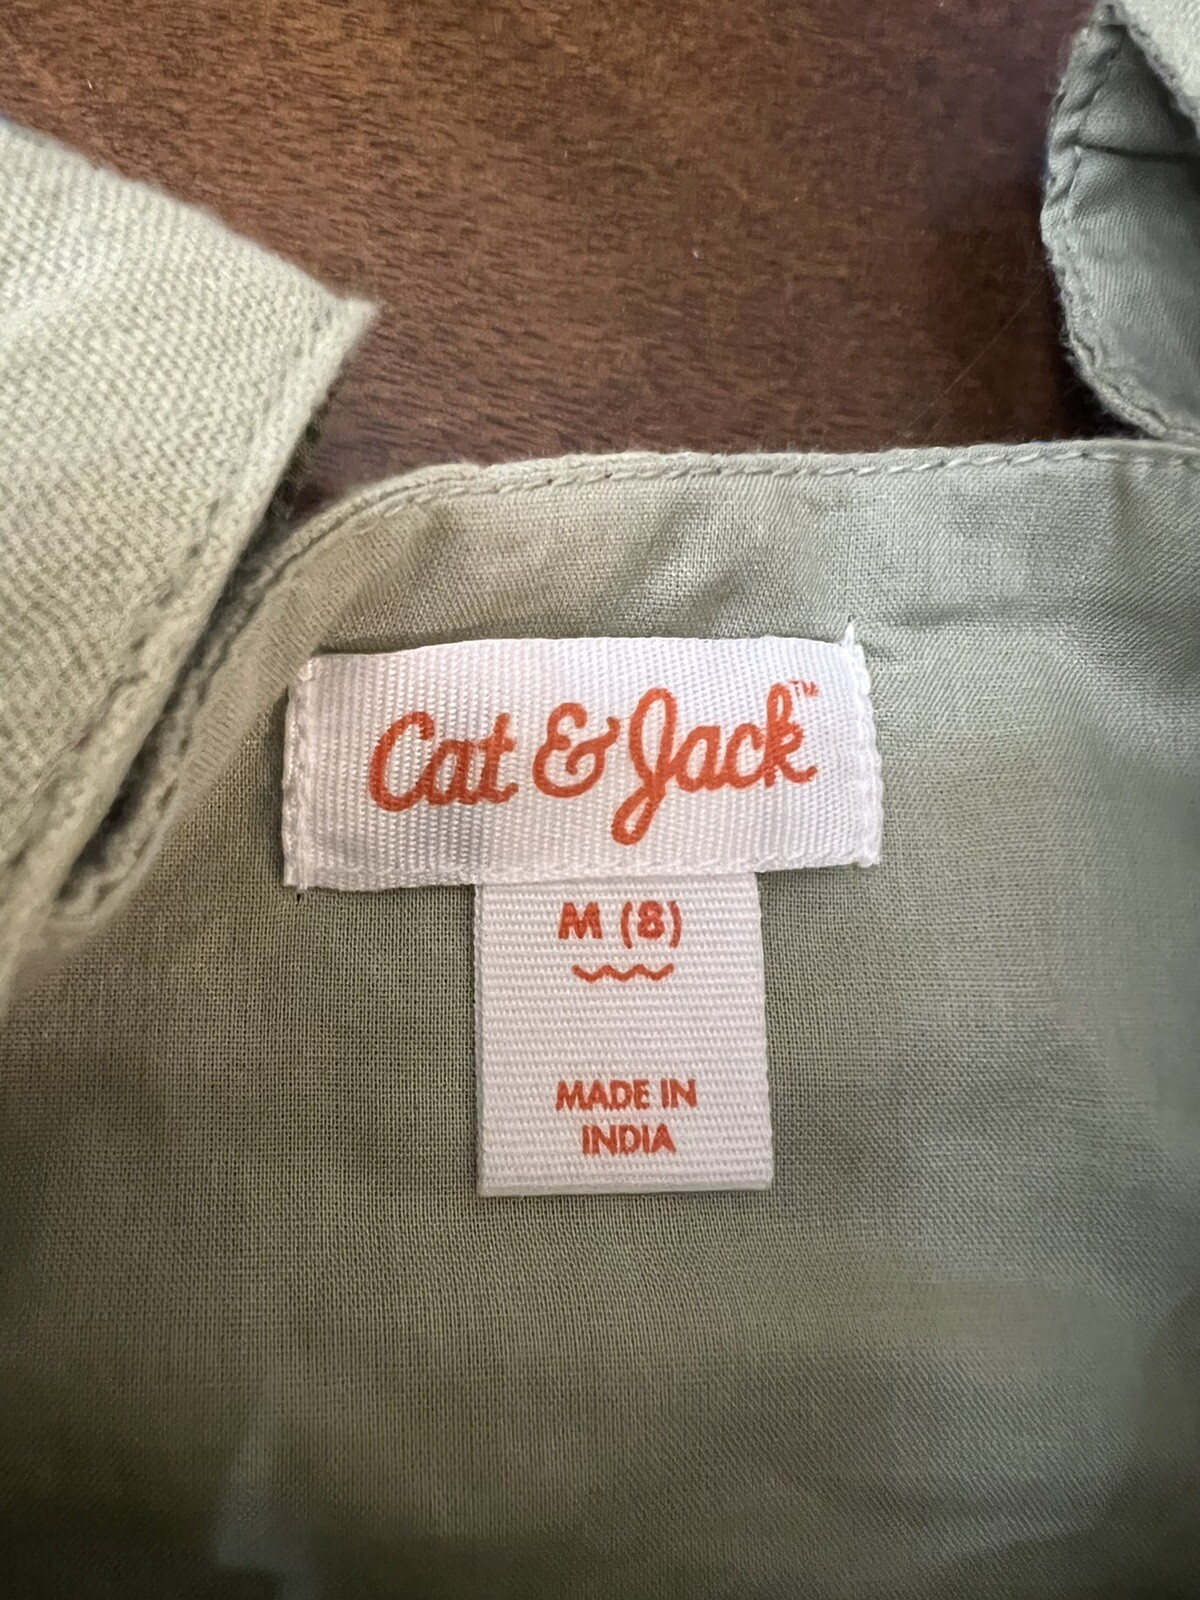 Cat & Jack™
M (8)
MADE IN
INDIA